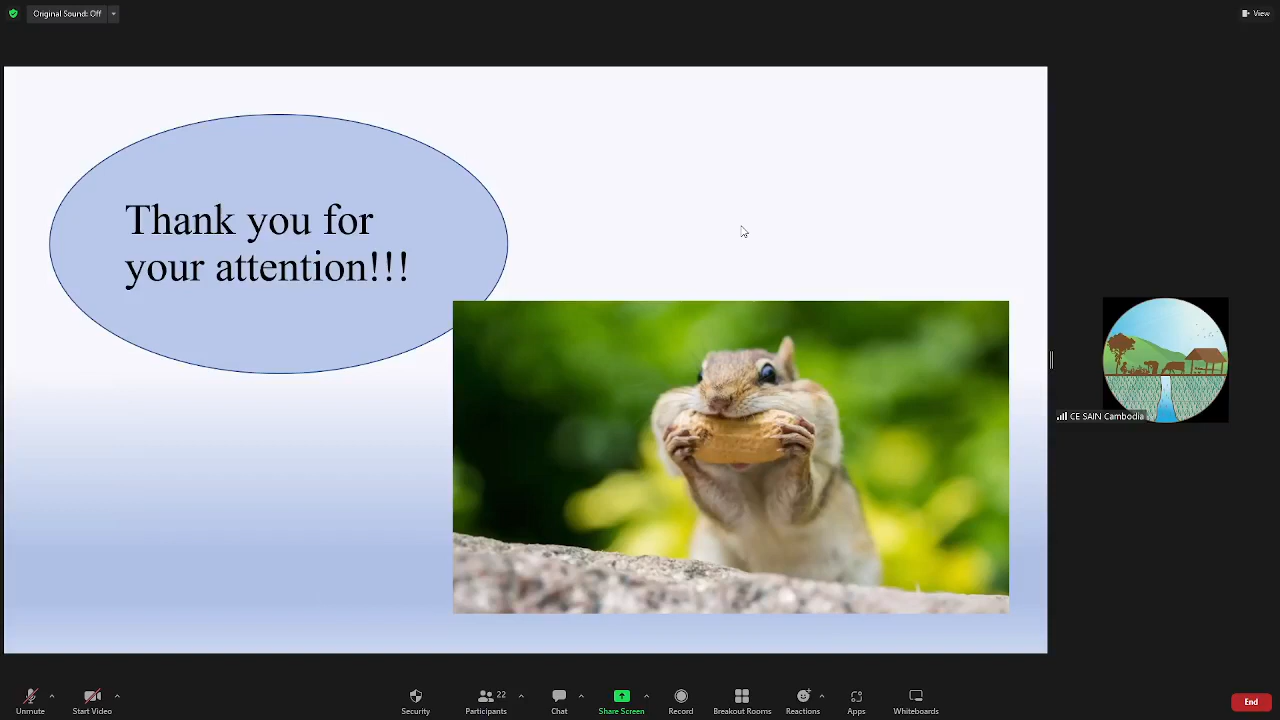 Original Sound: Off
View
Thank you for
your attention!!!
CE SAIN Cambodia
Unmute
Start Video
Security
Participants
22
Chat
Share Screen
Record
Breakout Rooms
Reactions
Apps
Whiteboards
End